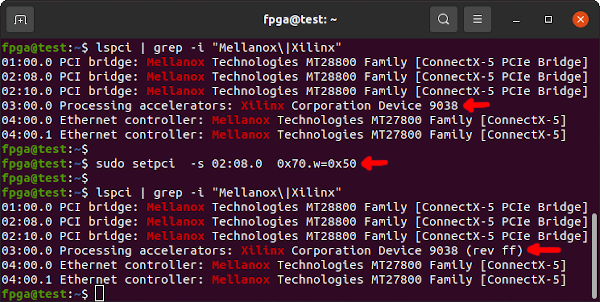 fpga@test: ~
fpga@test:~$ lspci | grep -i "Mellanox\|Xilinx"
01:00.0 PCI bridge: Mellanox Technologies MT28800 Family [ConnectX-5 PCIe Bridge]
02:08.0 PCI bridge: Mellanox Technologies MT28800 Family [ConnectX-5 PCIe Bridge]
02:10.0 PCI bridge: Mellanox Technologies MT28800 Family [ConnectX-5 PCIe Bridge]
03:00.0 Processing accelerators: Xilinx Corporation Device 9038
04:00.0 Ethernet controller: Mellanox Technologies MT27800 Family [ConnectX-5]
04:00.1 Ethernet controller: Mellanox Technologies MT27800 Family [ConnectX-5]
fpga@test:~$
fpga@test:~$ sudo setpci  -s 02:08.0  0x70.w=0x50
fpga@test:~$
fpga@test:~$ lspci | grep -i "Mellanox\|Xilinx"
01:00.0 PCI bridge: Mellanox Technologies MT28800 Family [ConnectX-5 PCIe Bridge]
02:08.0 PCI bridge: Mellanox Technologies MT28800 Family [ConnectX-5 PCIe Bridge]
02:10.0 PCI bridge: Mellanox Technologies MT28800 Family [ConnectX-5 PCIe Bridge]
03:00.0 Processing accelerators: Xilinx Corporation Device 9038 (rev ff)
04:00.0 Ethernet controller: Mellanox Technologies MT27800 Family [ConnectX-5]
04:00.1 Ethernet controller: Mellanox Technologies MT27800 Family [ConnectX-5]
fpga@test:~$